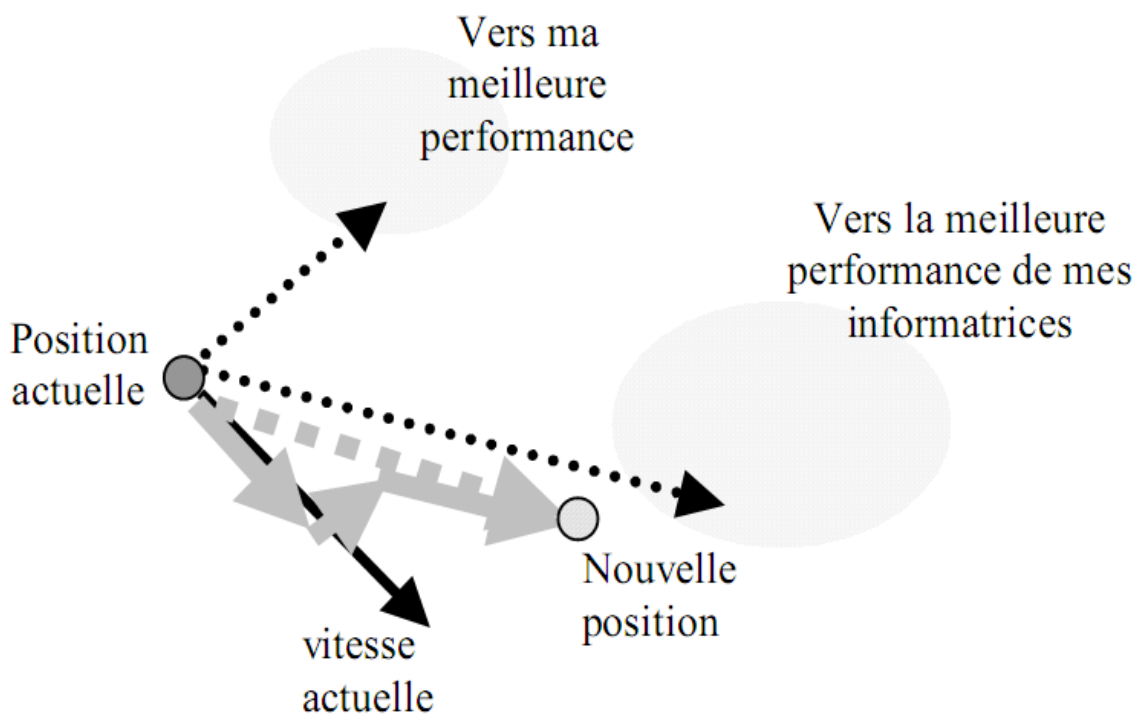 Vers ma
meilleure
performance
Vers la meilleure
performance de mes
informatrices
Position
actuelle
Nouvelle
position
vitesse
actuelle